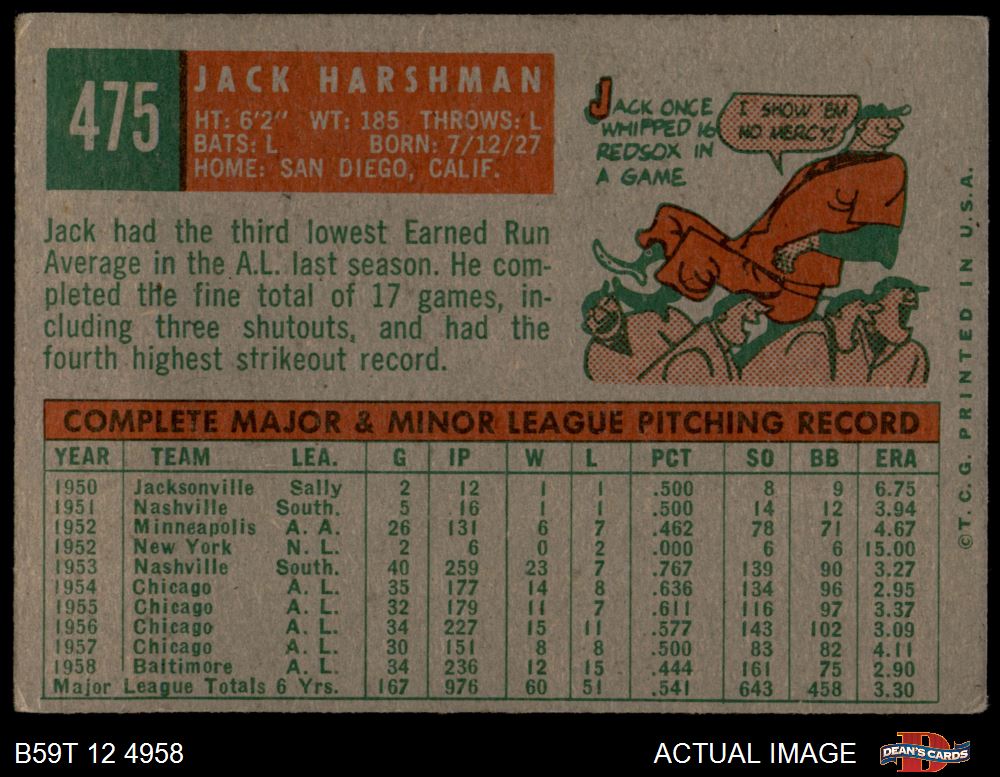 475
JACK HARSHMAN
HT: 6'2" WT: 185 THROWS: L
BATS: L BORN: 7/12/27
HOME: SAN DIEGO, CALIF.
JACK ONCE
WHIPPED 16
REDSOX IN
A GAME
I SHOW 'EM
NO MERCY!
Jack had the third lowest Earned Run
Average in the A.L. last season. He com-
pleted the fine total of 17 games, in-
cluding three shutouts, and had the
fourth highest strikeout record.
COMPLETE MAJOR & MINOR LEAGUE PITCHING RECORD
YEAR TEAM LEA. G IP W L PCT SO BB ERA
1950 Jacksonville Sally 2 12 1 1 .500 8 9 6.75
1951 Nashville South. 5 16 1 1 .500 14 12 3.94
1952 Minneapolis A. A. 26 131 6 7 .462 78 71 4.67
1952 New York N. L. 2 6 0 2 .000 6 6 15.00
1953 Nashville South. 40 259 23 7 .767 139 90 3.27
1954 Chicago A. L. 35 177 14 8 .636 134 96 2.95
1955 Chicago A. L. 32 179 11 7 .611 116 97 3.37
1956 Chicago A. L. 34 227 15 11 .577 143 102 3.09
1957 Chicago A. L. 30 151 8 8 .500 83 82 4.11
1958 Baltimore A. L. 34 236 12 15 .444 161 75 2.90
Major League Totals 6 Yrs. 167 976 60 51 .541 643 458 3.30
©T. C. G. PRINTED IN U.S.A.
B59T 12 4958
ACTUAL IMAGE
DEAN'S CARDS